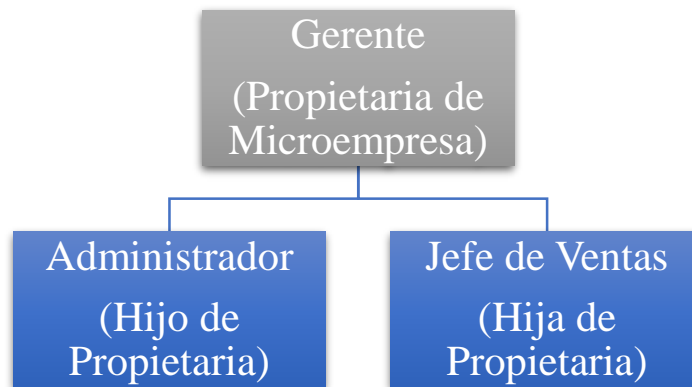 Gerente
(Propietaria de
Microempresa)
Administrador
(Hijo de
Propietaria)
Jefe de Ventas
(Hija de
Propietaria)